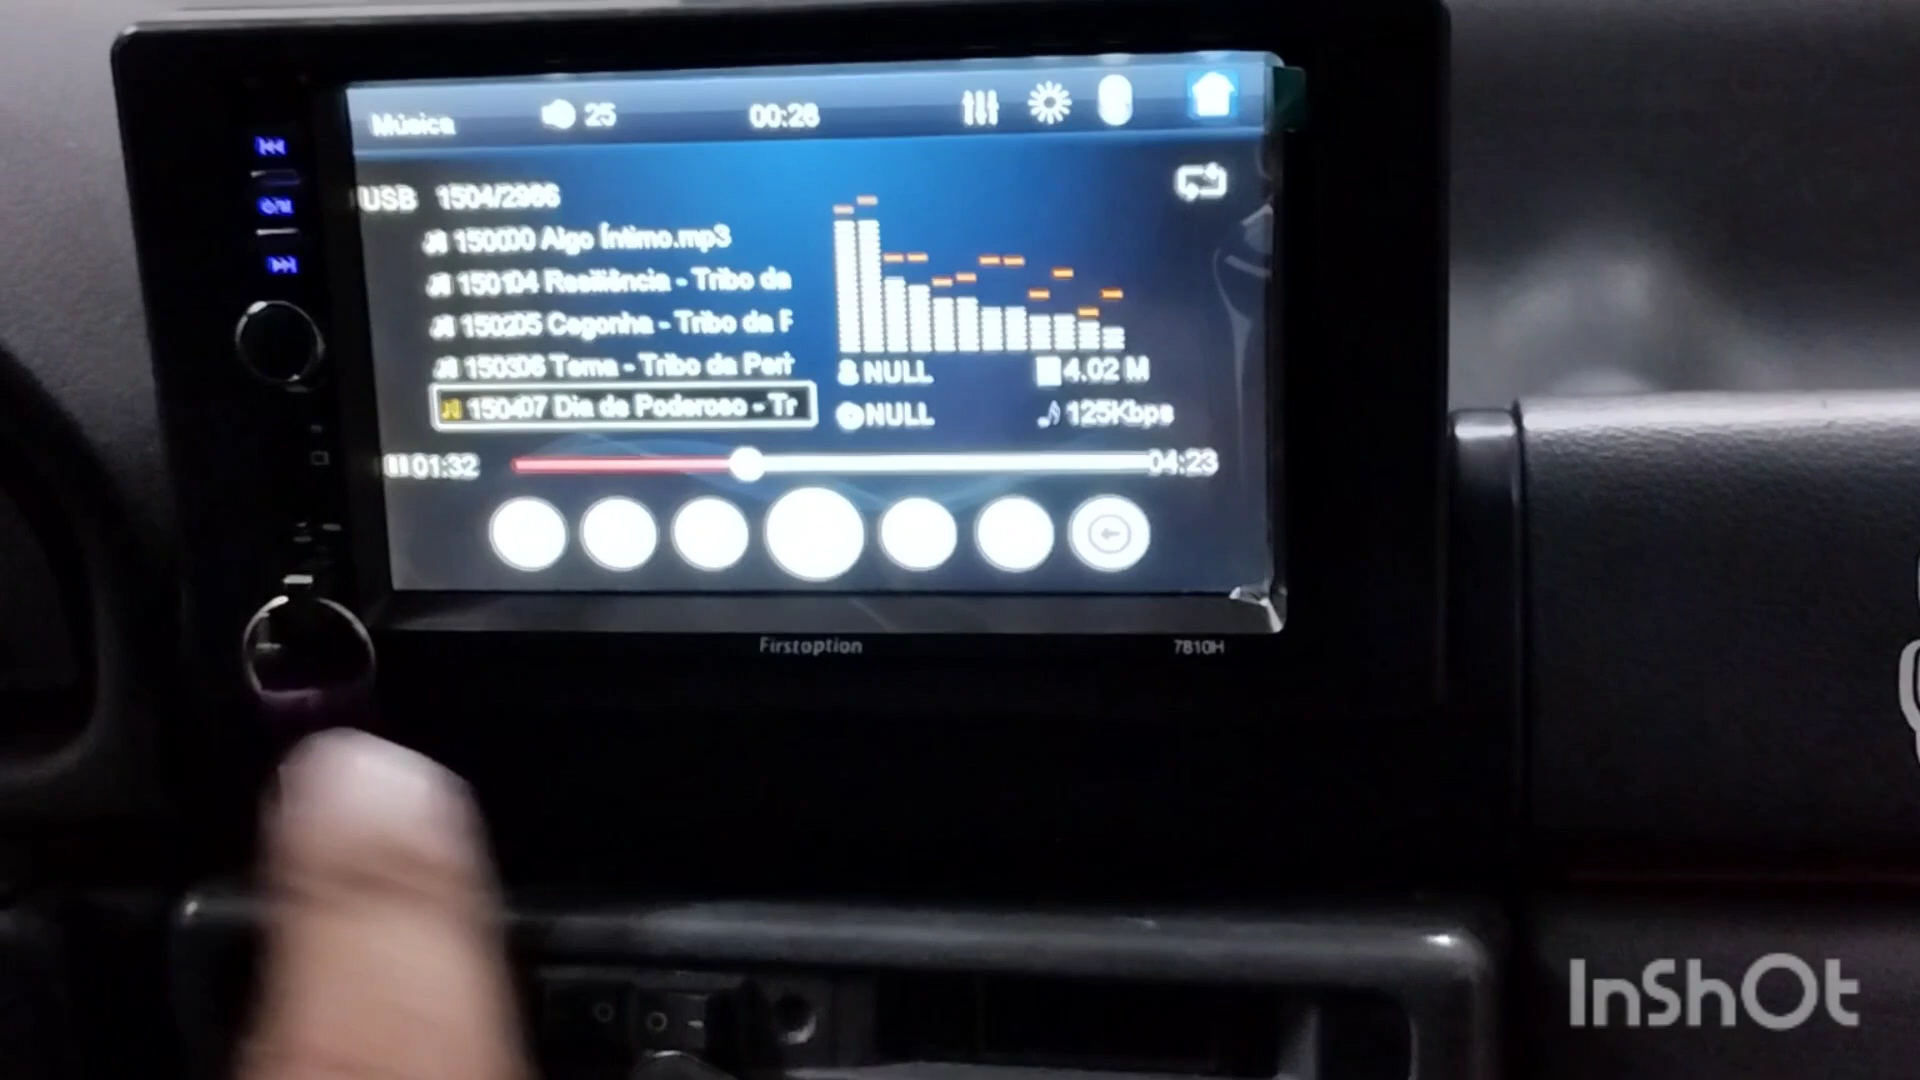 Música 25 00:26
USB 1504/2986
150000 Algo Íntimo.mp3
150104 Resiliência - Tribo da
150205 Cegonha - Tribo da P
150306 Tema - Tribo da Peri
150407 Dia de Poderoso - Tr
NULL 4.02 M
NULL 125Kbps
01:32 04:23
Firstoption 7810H
InShOt